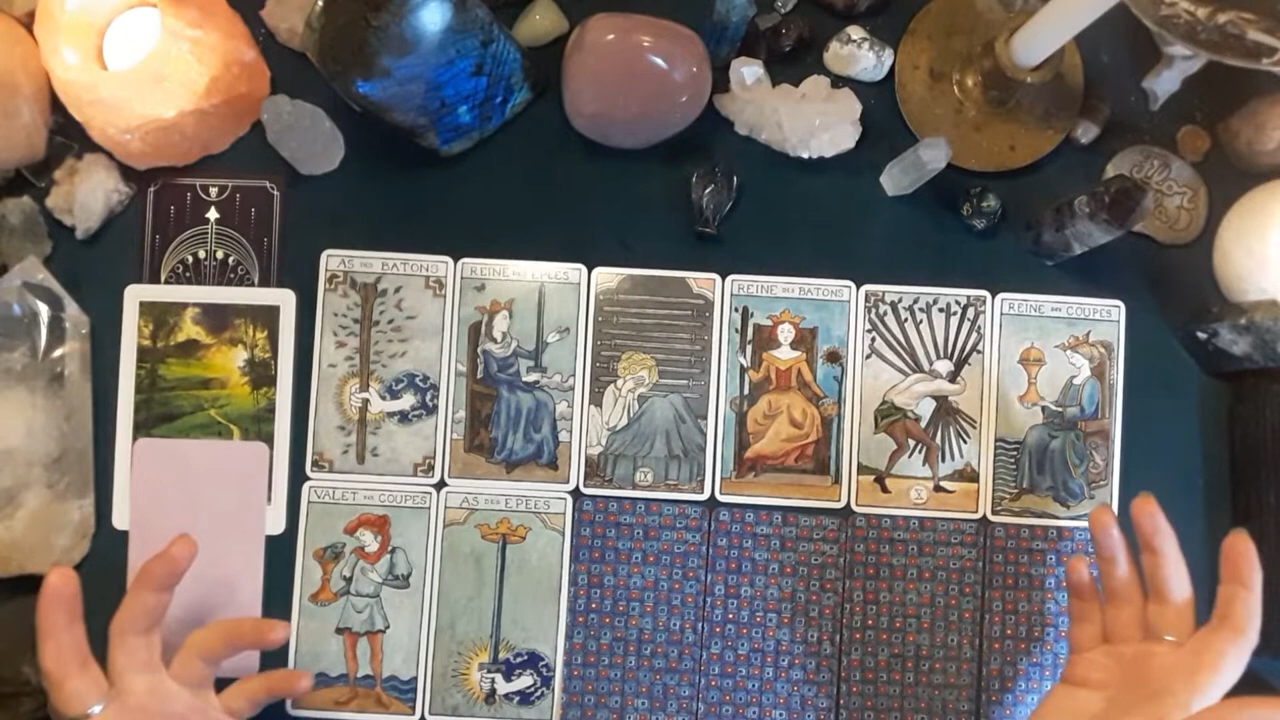 AS DES BATONS
REINE DES EPEES
IX
REINE DES BATONS
X
REINE DES COUPES
VALET DES COUPES
AS DES EPEES